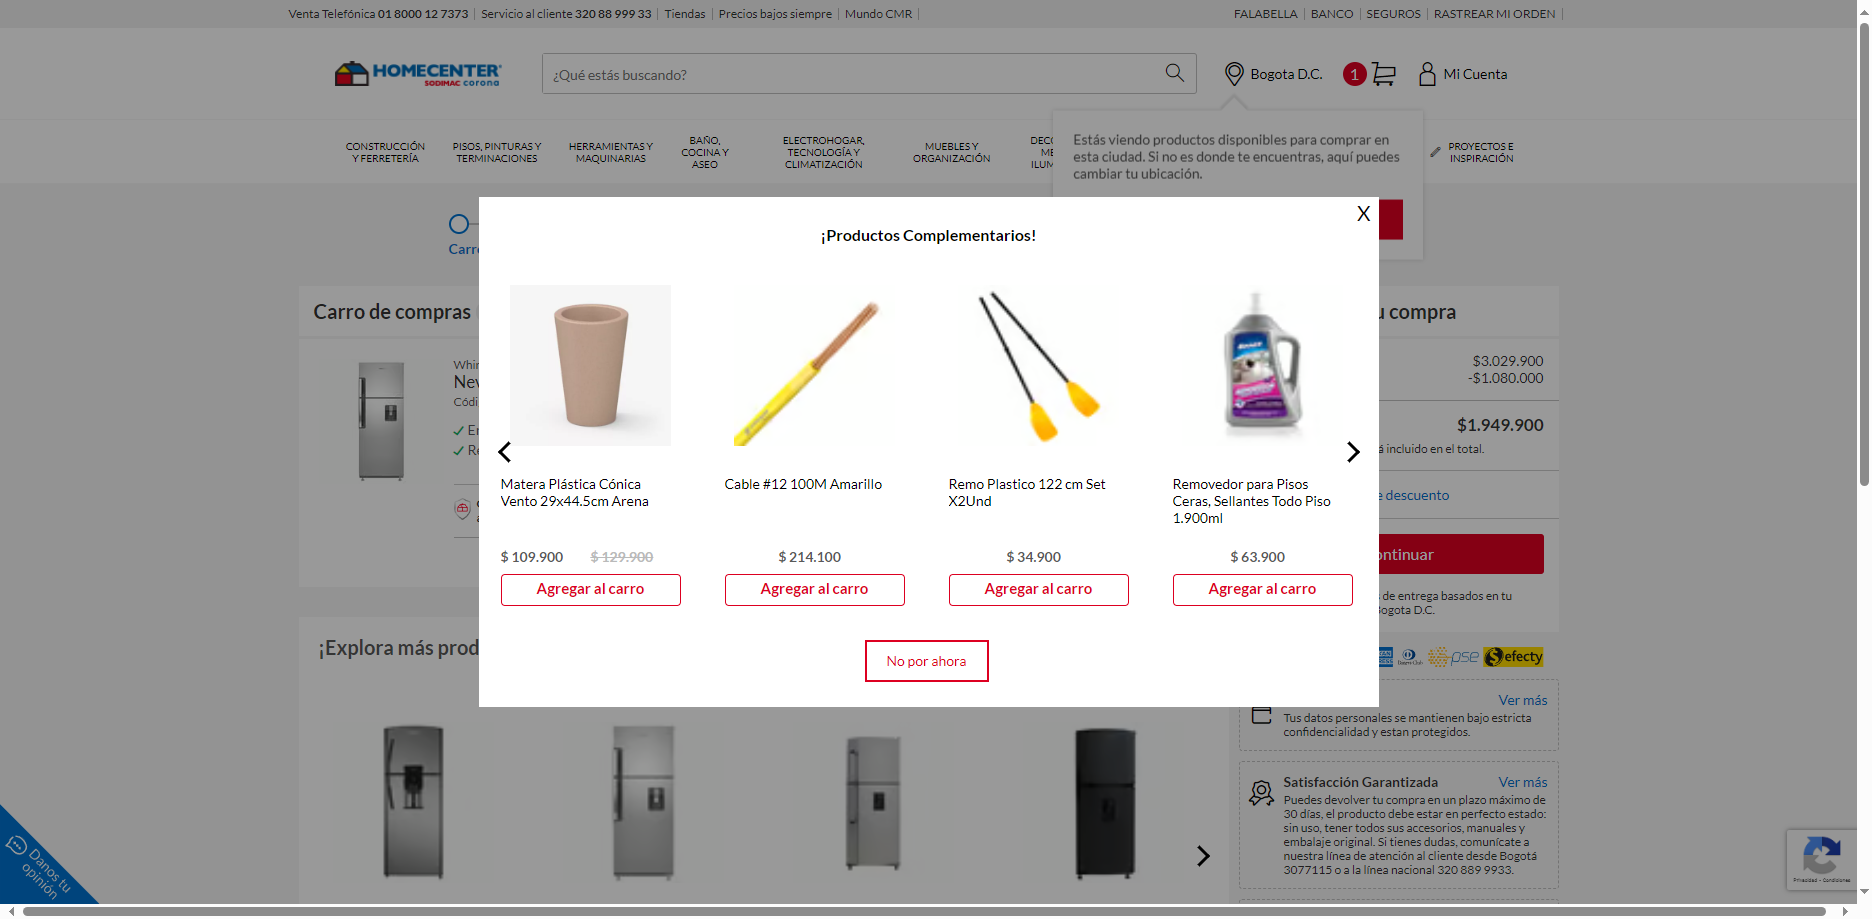 Venta Telefónica 01 8000 12 7373 Servicio al cliente 320 88 999 33 Tiendas Precios bajos siempre Mundo CMR
FALABELLA BANCO SEGUROS RASTREAR MI ORDEN
HOMECENTER
SODIMAC corona
¿Qué estás buscando?
Bogota D.C.
1
Mi Cuenta
CONSTRUCCIÓN
Y FERRETERÍA
PISOS, PINTURAS Y
TERMINACIONES
HERRAMIENTAS Y
MAQUINARIAS
BAÑO,
COCINA Y
ASEO
ELECTROHOGAR,
TECNOLOGÍA Y
CLIMATIZACIÓN
MUEBLES Y
ORGANIZACIÓN
PROYECTOS E
INSPIRACIÓN
Estás viendo productos disponibles para comprar en
esta ciudad. Si no es donde te encuentras, aquí puedes
cambiar tu ubicación.
X
¡Productos Complementarios!
Matera Plástica Cónica
Vento 29x44.5cm Arena
$ 109.900 $ 129.900
Agregar al carro
Cable #12 100M Amarillo
$ 214.100
Agregar al carro
Remo Plastico 122 cm Set
X2Und
$ 34.900
Agregar al carro
Removedor para Pisos
Ceras, Sellantes Todo Piso
1.900ml
$ 63.900
Agregar al carro
No por ahora
Carro de compras
u compra
$3.029.900
-$1.080.000
$1.949.900
á incluido en el total.
e descuento
ontinuar
de entrega basados en tu
Bogota D.C.
pse efecty
¡Explora más prod
Ver más
Tus datos personales se mantienen bajo estricta
confidencialidad y estan protegidos.
Satisfacción Garantizada Ver más
Puedes devolver tu compra en un plazo máximo de
30 días, el producto debe estar en perfecto estado:
sin uso, tener todos sus accesorios, manuales y
embalaje original. Si tienes dudas, comunícate a
nuestra línea de atención al cliente desde Bogotá
3077115 o a la línea nacional 320 889 9933.
Danos tu
opinión
Privacidad - Condiciones